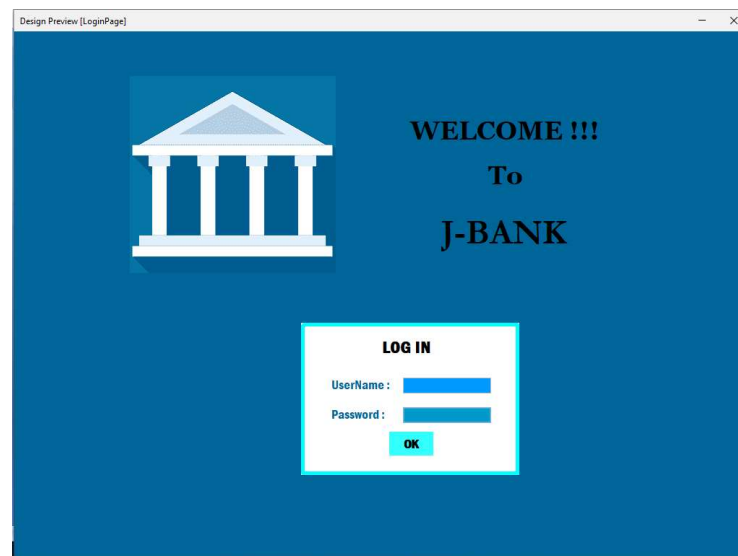 Design Preview [LoginPage]
WELCOME !!!
To
J-BANK
LOG IN
UserName :
Password :
OK